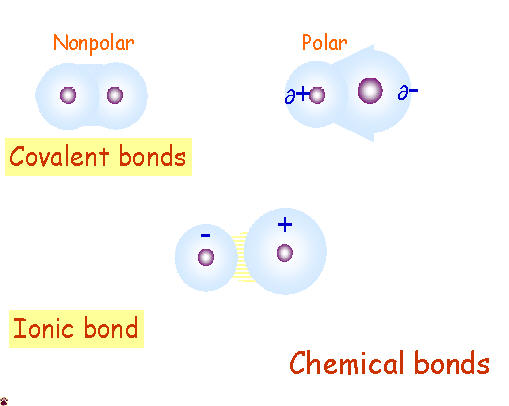 Nonpolar
Polar
∂+
∂-
Covalent bonds
-
+
Ionic bond
Chemical bonds